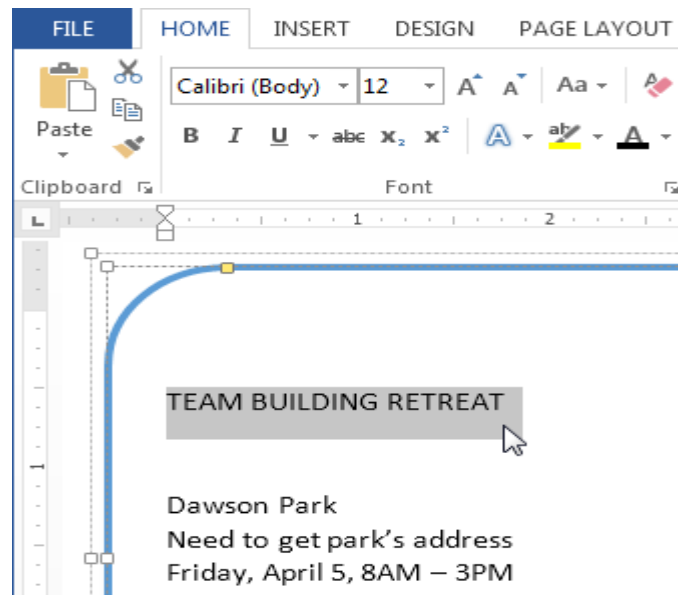 FILE HOME INSERT DESIGN PAGE LAYOUT
Calibri (Body) 12 A A Aa
Paste B I U abc X₂ X² A ab A
Clipboard Font
L 1 2
TEAM BUILDING RETREAT
1
Dawson Park
Need to get park’s address
Friday, April 5, 8AM – 3PM